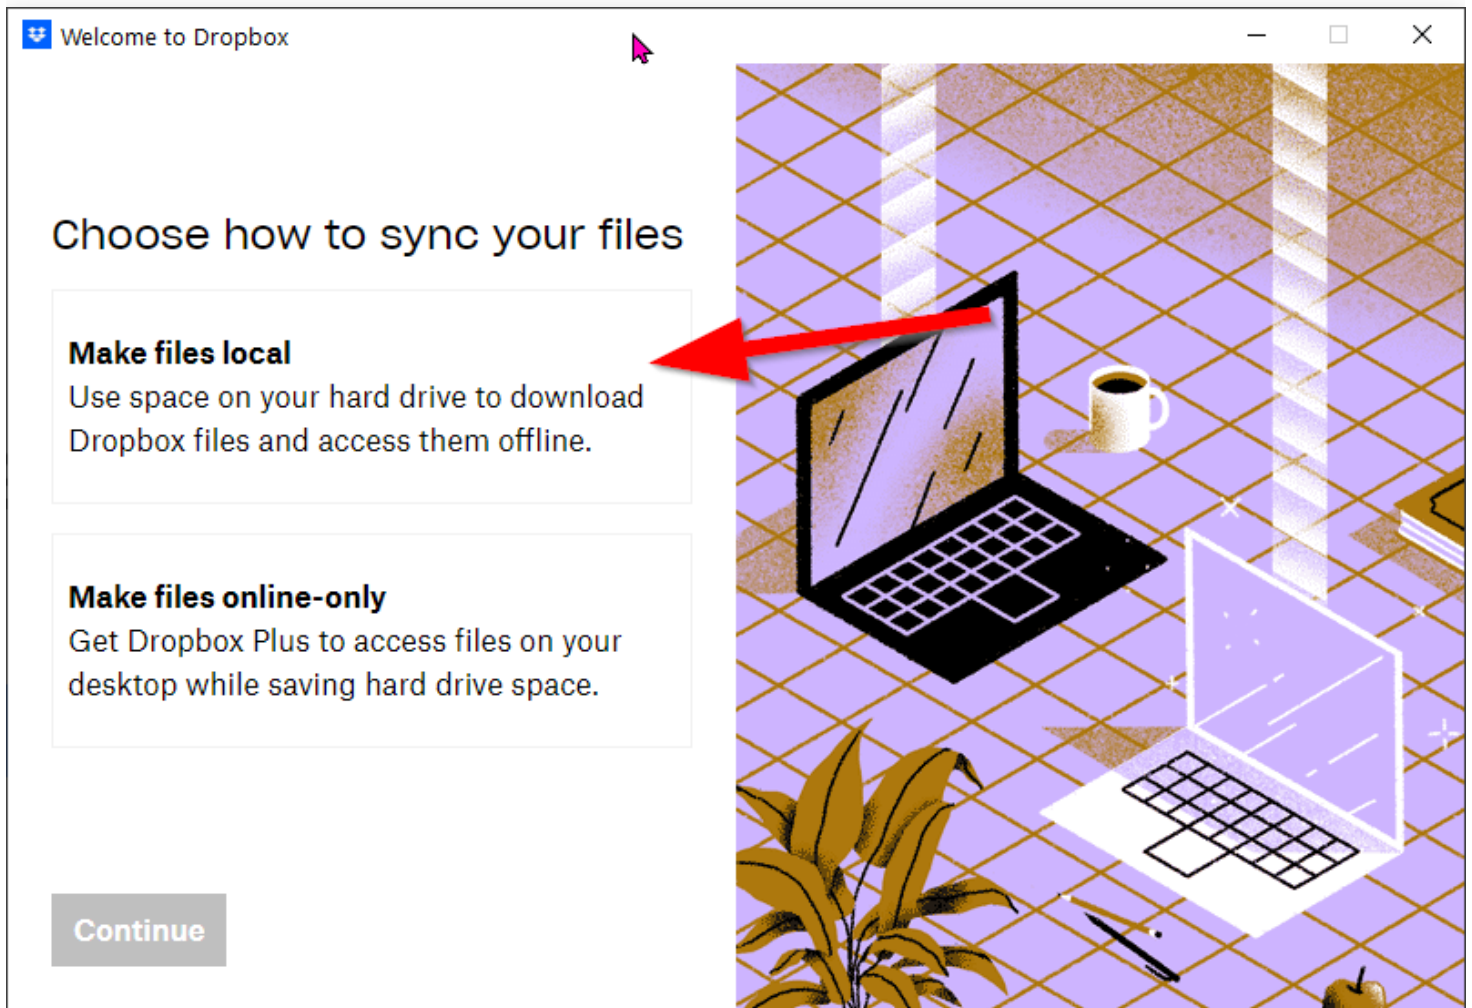 Welcome to Dropbox
Choose how to sync your files
Make files local
Use space on your hard drive to download
Dropbox files and access them offline.
Make files online-only
Get Dropbox Plus to access files on your
desktop while saving hard drive space.
Continue